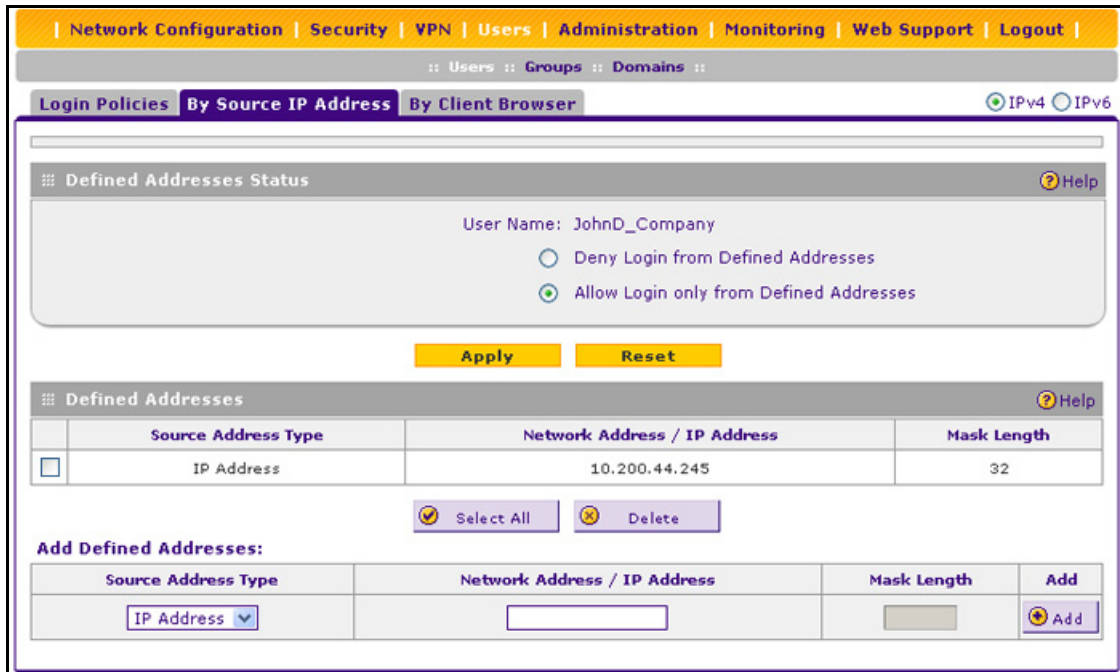 | Network Configuration | Security | VPN | Users | Administration | Monitoring | Web Support | Logout |
:: Users :: Groups :: Domains ::
Login Policies By Source IP Address By Client Browser IPv4 IPv6
Defined Addresses Status Help
User Name: JohnD_Company
Deny Login from Defined Addresses
Allow Login only from Defined Addresses
Apply Reset
Defined Addresses Help
Source Address Type Network Address / IP Address Mask Length
IP Address 10.200.44.245 32
Select All Delete
Add Defined Addresses:
Source Address Type Network Address / IP Address Mask Length Add
IP Address Add